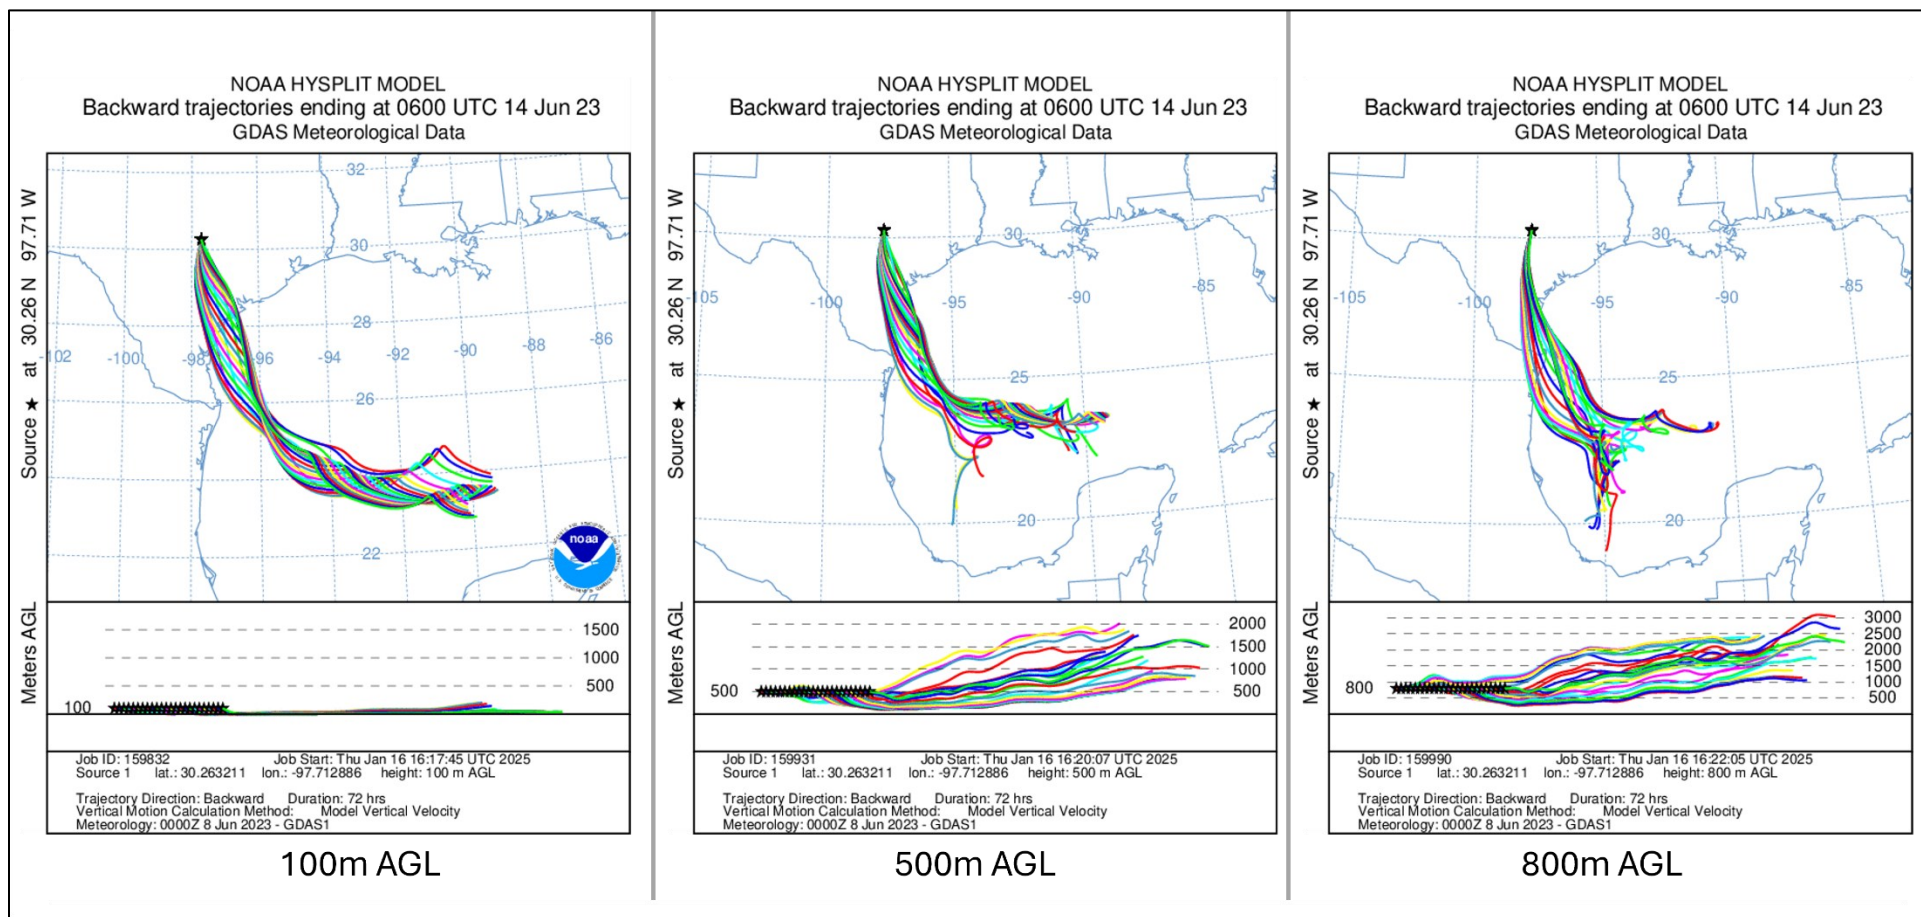 NOAA HYSPLIT MODEL
Backward trajectories ending at 0600 UTC 14 Jun 23
GDAS Meteorological Data
Source ★ at 30.26 N 97.71 W
32
30
28
-102 -100 -98 -96 -94 -92 -90 -88 -86
26
22
noaa
Meters AGL
1500
1000
500
100
Job ID: 159832 Job Start: Thu Jan 16 16:17:45 UTC 2025
Source 1 lat.: 30.263211 lon.: -97.712886 height: 100 m AGL
Trajectory Direction: Backward Duration: 72 hrs
Vertical Motion Calculation Method: Model Vertical Velocity
Meteorology: 0000Z 8 Jun 2023 - GDAS1
100m AGL
NOAA HYSPLIT MODEL
Backward trajectories ending at 0600 UTC 14 Jun 23
GDAS Meteorological Data
Source ★ at 30.26 N 97.71 W
30
-105 -100 -95 -90 -85
25
20
Meters AGL
2000
1500
1000
500 500
Job ID: 159931 Job Start: Thu Jan 16 16:20:07 UTC 2025
Source 1 lat.: 30.263211 lon.: -97.712886 height: 500 m AGL
Trajectory Direction: Backward Duration: 72 hrs
Vertical Motion Calculation Method: Model Vertical Velocity
Meteorology: 0000Z 8 Jun 2023 - GDAS1
500m AGL
NOAA HYSPLIT MODEL
Backward trajectories ending at 0600 UTC 14 Jun 23
GDAS Meteorological Data
Source ★ at 30.26 N 97.71 W
30
-105 -100 -95 -90 -85
25
20
Meters AGL
3000
2500
2000
1500
800 1000
500
Job ID: 159990 Job Start: Thu Jan 16 16:22:05 UTC 2025
Source 1 lat.: 30.263211 lon.: -97.712886 height: 800 m AGL
Trajectory Direction: Backward Duration: 72 hrs
Vertical Motion Calculation Method: Model Vertical Velocity
Meteorology: 0000Z 8 Jun 2023 - GDAS1
800m AGL